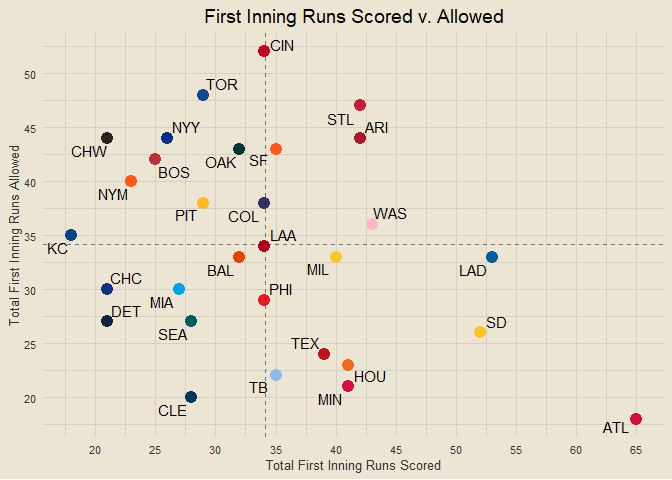 First Inning Runs Scored v. Allowed
CIN
TOR
STL
NYY
ARI
CHW
OAK
SF
BOS
NYM
PIT
COL
WAS
KC
LAA
BAL
MIL
LAD
CHC
MIA
PHI
DET
SEA
SD
TEX
HOU
TB
MIN
CLE
ATL
50
45
40
35
30
25
20
20
25
30
35
40
45
50
55
60
65
Total First Inning Runs Allowed
Total First Inning Runs Scored